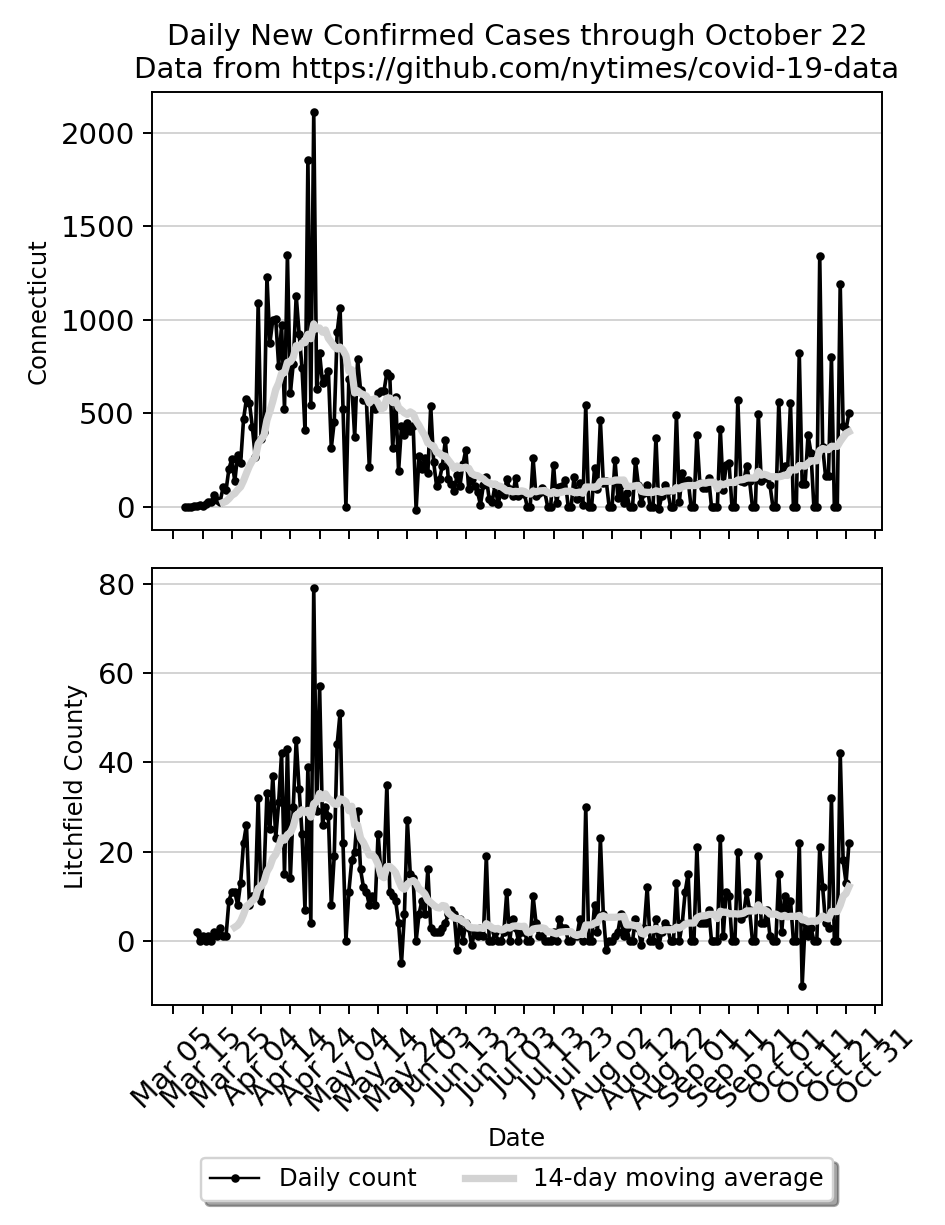 Daily New Confirmed Cases through October 22
Data from https://github.com/nytimes/covid-19-data
Connecticut
2000
1500
1000
500
0
Litchfield County
80
60
40
20
0
Mar 05
Mar 15
Mar 25
Apr 04
Apr 14
Apr 24
May 04
May 14
May 24
Jun 03
Jun 13
Jun 23
Jul 03
Jul 13
Jul 23
Aug 02
Aug 12
Aug 22
Sep 01
Sep 11
Sep 21
Oct 01
Oct 11
Oct 21
Oct 31
Date
Daily count
14-day moving average